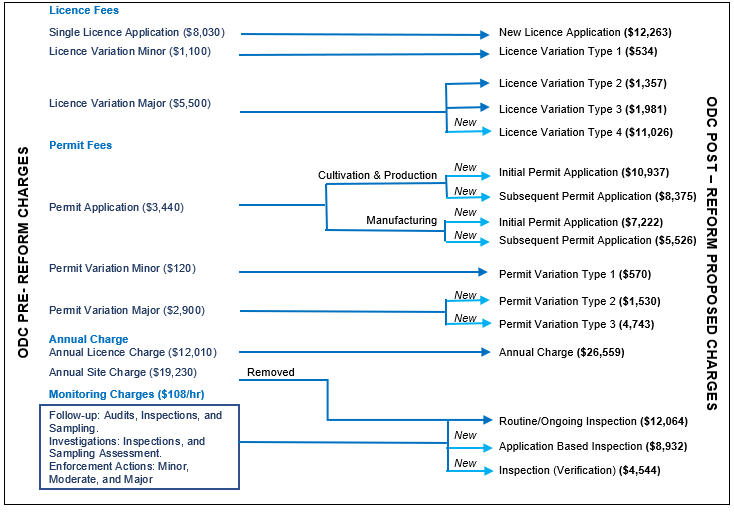 ODC PRE- REFORM CHARGES
Licence Fees
Single Licence Application ($8,030)
New Licence Application ($12,263)
Licence Variation Minor ($1,100)
Licence Variation Type 1 ($534)
Licence Variation Major ($5,500)
Licence Variation Type 2 ($1,357)
Licence Variation Type 3 ($1,981)
New
Licence Variation Type 4 ($11,026)
Permit Fees
Permit Application ($3,440)
Cultivation & Production
New
Initial Permit Application ($10,937)
New
Subsequent Permit Application ($8,375)
Manufacturing
New
Initial Permit Application ($7,222)
New
Subsequent Permit Application ($5,526)
Permit Variation Minor ($120)
Permit Variation Type 1 ($570)
Permit Variation Major ($2,900)
New
Permit Variation Type 2 ($1,530)
New
Permit Variation Type 3 (4,743)
Annual Charge
Annual Licence Charge ($12,010)
Annual Charge ($26,559)
Annual Site Charge ($19,230)
Removed
Monitoring Charges ($108/hr)
Follow-up: Audits, Inspections, and
Sampling.
Investigations: Inspections, and
Sampling Assessment.
Enforcement Actions: Minor,
Moderate, and Major
Routine/Ongoing Inspection ($12,064)
New
Application Based Inspection ($8,932)
New
Inspection (Verification) ($4,544)
ODC POST – REFORM PROPOSED CHARGES